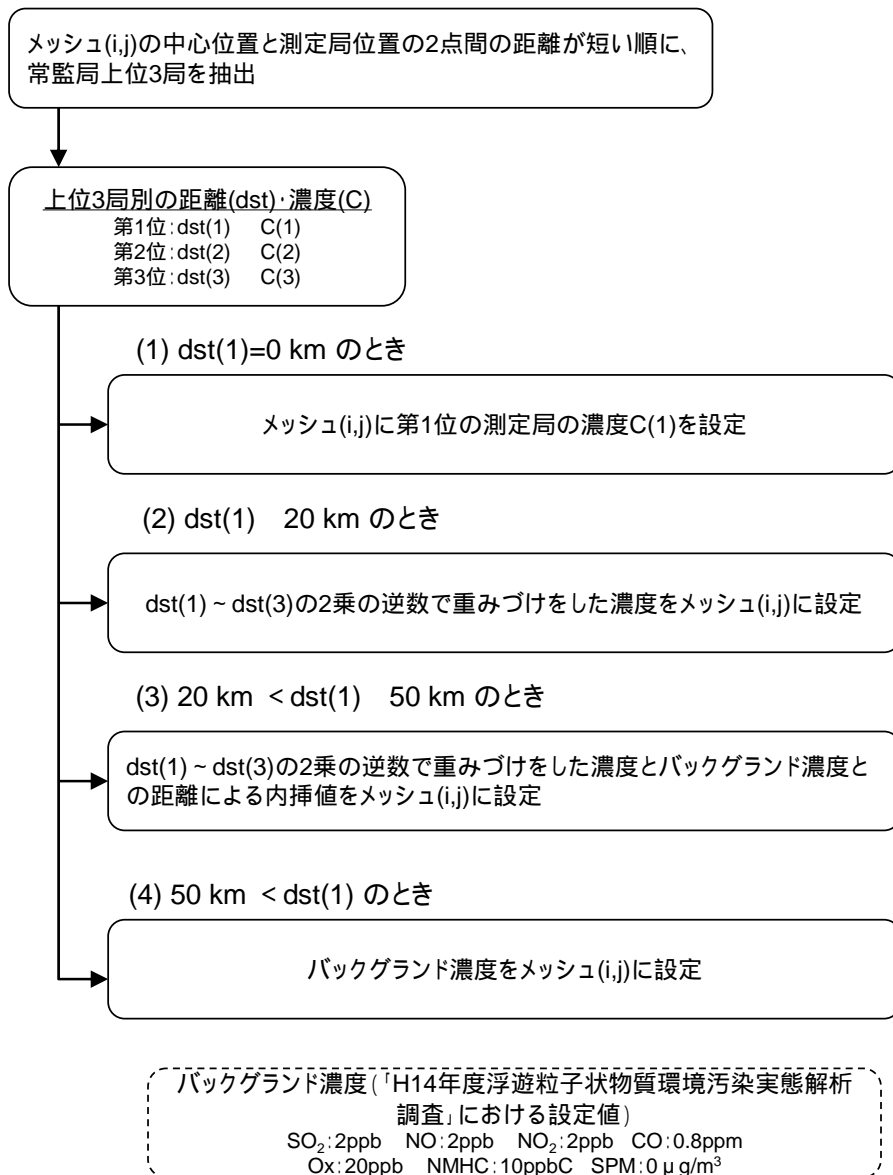 メッシュ(i,j)の中心位置と測定局位置の2点間の距離が短い順に、
常監局上位3局を抽出
上位3局別の距離(dst)・濃度(C)
第1位:dst(1) C(1)
第2位:dst(2) C(2)
第3位:dst(3) C(3)
(1) dst(1)=0 km のとき
メッシュ(i,j)に第1位の測定局の濃度C(1)を設定
(2) dst(1) 20 km のとき
dst(1) ~ dst(3)の2乗の逆数で重みづけをした濃度をメッシュ(i,j)に設定
(3) 20 km < dst(1) 50 km のとき
dst(1) ~ dst(3)の2乗の逆数で重みづけをした濃度とバックグランド濃度と
の距離による内挿値をメッシュ(i,j)に設定
(4) 50 km < dst(1) のとき
バックグランド濃度をメッシュ(i,j)に設定
バックグランド濃度(「H14年度浮遊粒子状物質環境汚染実態解析
調査」における設定値)
SO₂:2ppb NO:2ppb NO₂:2ppb CO:0.8ppm
Ox:20ppb NMHC:10ppbC SPM:0 μ g/m³